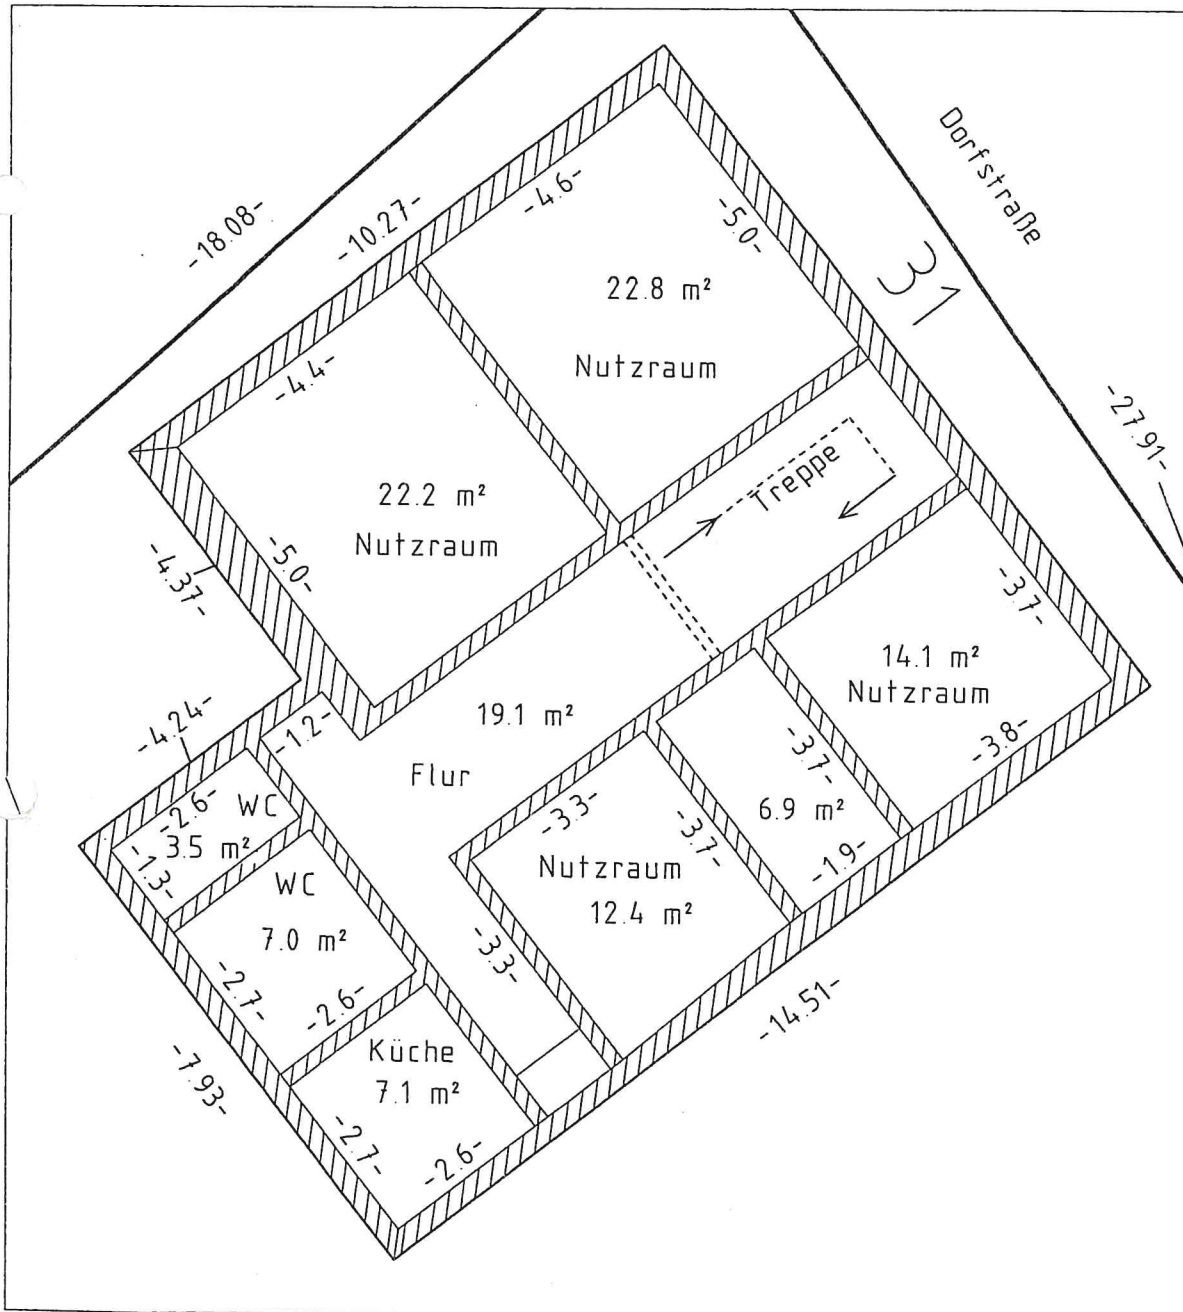 Dorfstraße
-18.08-
-10.27-
-4.6-
-5.0-
31
22.8 m²
Nutzraum
-4.4-
-27.91-
Treppe
22.2 m²
Nutzraum
-5.0-
-4.37-
-3.7-
14.1 m²
Nutzraum
-3.8-
-4.24-
-1.2-
19.1 m²
Flur
-3.7-
6.9 m²
-1.9-
-2.6-
WC
3.5 m²
-1.3-
-3.3-
-3.7-
Nutzraum
12.4 m²
-3.3-
WC
7.0 m²
-2.7-
-2.6-
-14.51-
Küche
7.1 m²
-7.93-
-2.7-
-2.6-